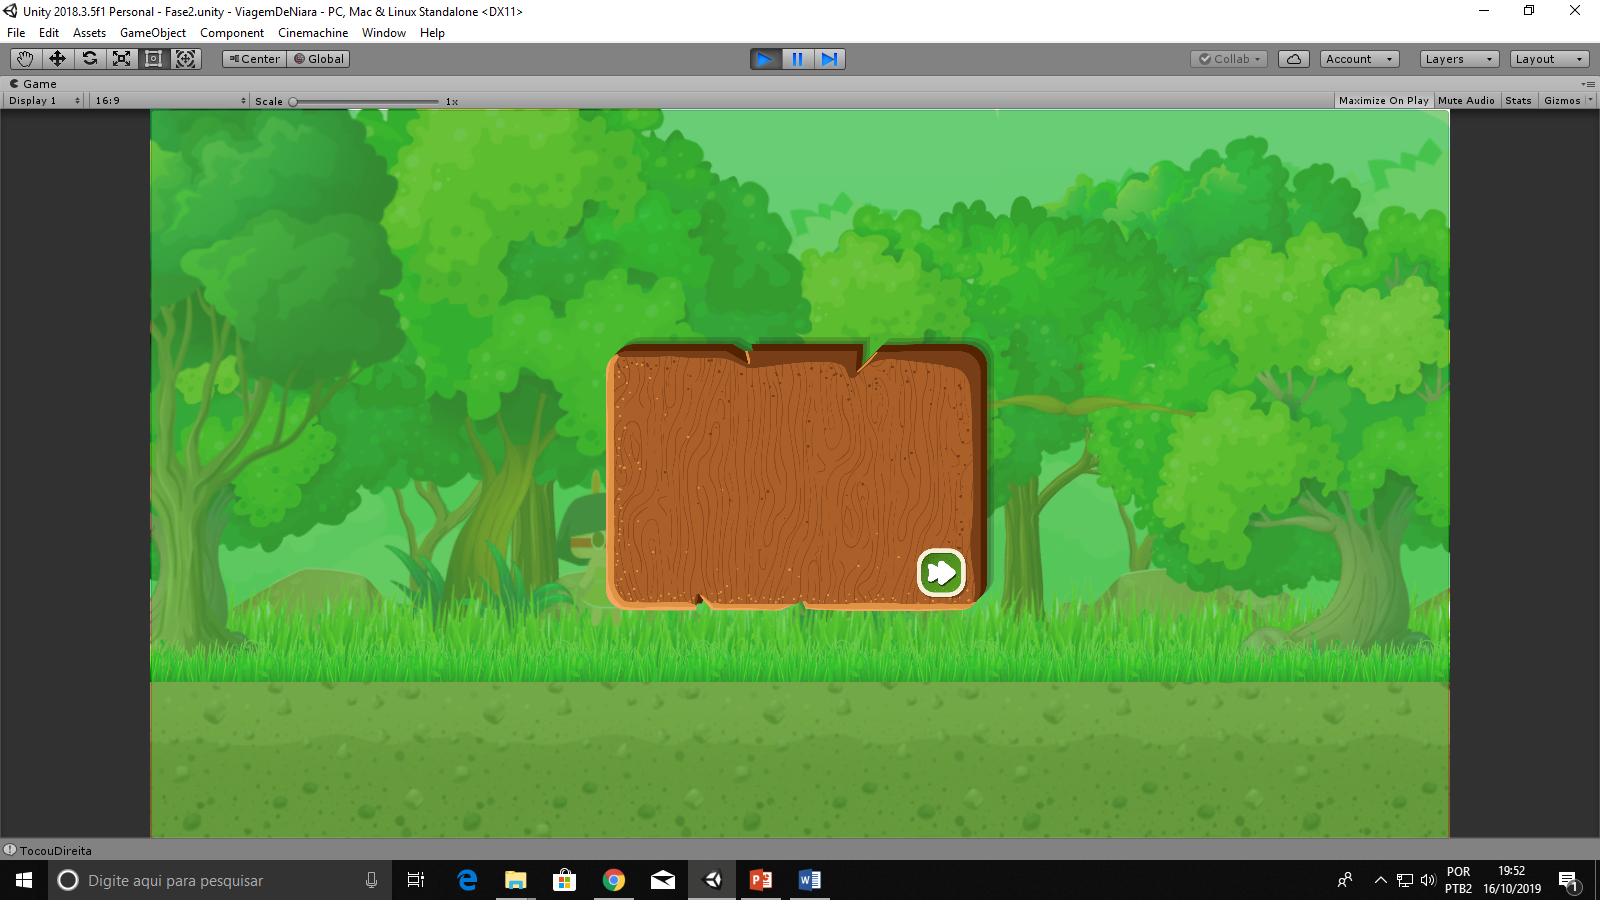 Unity 2018.3.5f1 Personal - Fase2.unity - ViagemDeNiara - PC, Mac & Linux Standalone <DX11>
File Edit Assets GameObject Component Cinemachine Window Help
Center Global Collab Account Layers Layout
Game
Display 1 16:9 Scale 1x Maximize On Play Mute Audio Stats Gizmos
TocouDireita
Digite aqui para pesquisar
POR 19:52
PTB2 16/10/2019 1